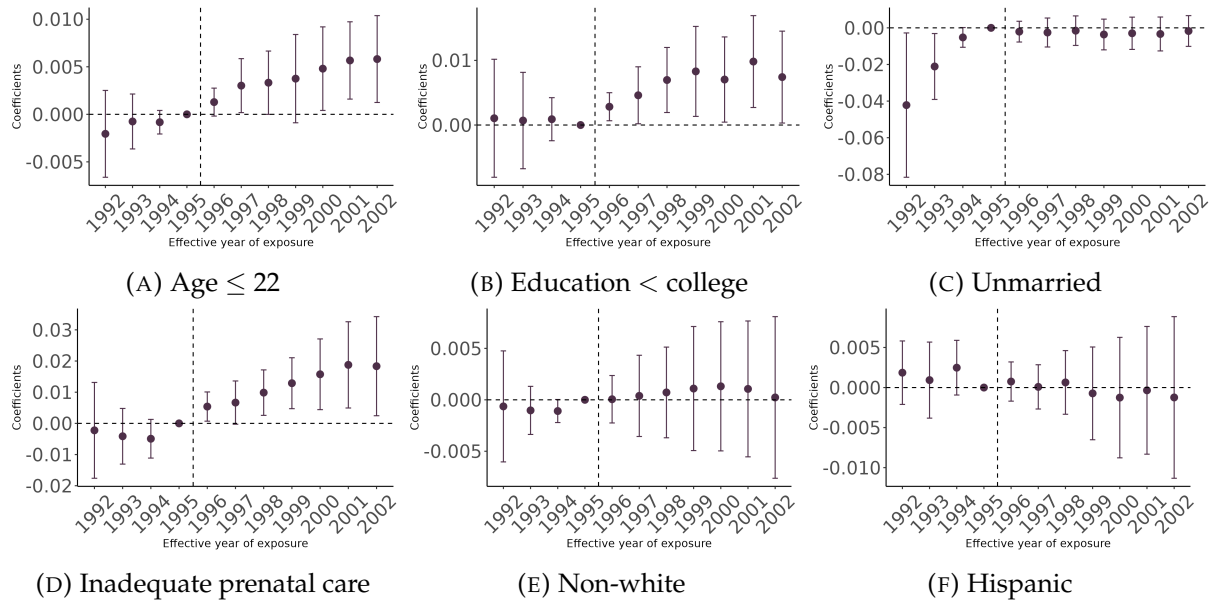 0.010
0.005
0.000
-0.005
Coefficients
1992 1993 1994 1995 1996 1997 1998 1999 2000 2001 2002
Effective year of exposure
(A) Age ≤ 22
0.01
0.00
Coefficients
1992 1993 1994 1995 1996 1997 1998 1999 2000 2001 2002
Effective year of exposure
(B) Education < college
0.00
-0.02
-0.04
-0.06
-0.08
Coefficients
1992 1993 1994 1995 1996 1997 1998 1999 2000 2001 2002
Effective year of exposure
(C) Unmarried
0.03
0.02
0.01
0.00
-0.01
-0.02
Coefficients
1992 1993 1994 1995 1996 1997 1998 1999 2000 2001 2002
Effective year of exposure
(D) Inadequate prenatal care
0.005
0.000
-0.005
Coefficients
1992 1993 1994 1995 1996 1997 1998 1999 2000 2001 2002
Effective year of exposure
(E) Non-white
0.005
0.000
-0.005
-0.010
Coefficients
1992 1993 1994 1995 1996 1997 1998 1999 2000 2001 2002
Effective year of exposure
(F) Hispanic